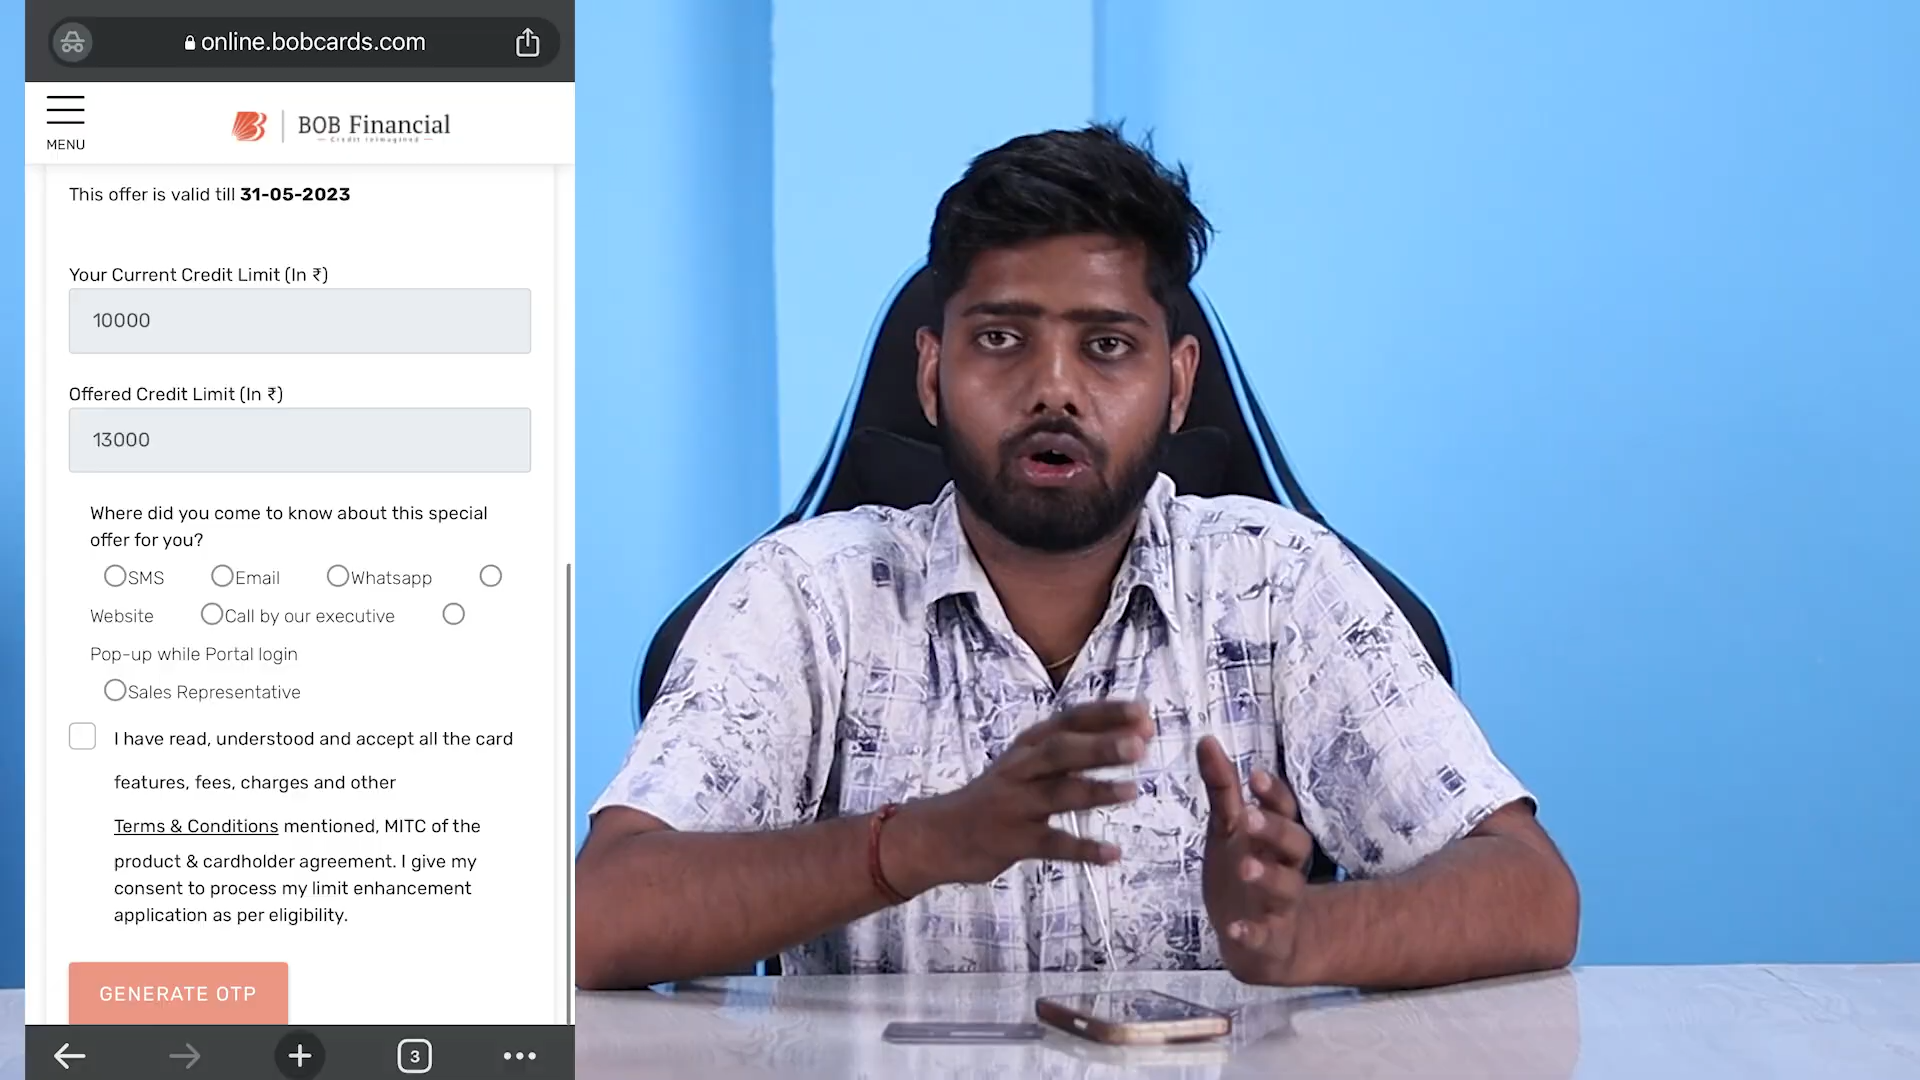 online.bobcards.com
MENU
BOB Financial
Credit reimagined
This offer is valid till 31-05-2023
Your Current Credit Limit (In ₹)
10000
Offered Credit Limit (In ₹)
13000
Where did you come to know about this special
offer for you?
SMS Email Whatsapp
Website Call by our executive
Pop-up while Portal login
Sales Representative
I have read, understood and accept all the card
features, fees, charges and other
Terms & Conditions mentioned, MITC of the
product & cardholder agreement. I give my
consent to process my limit enhancement
application as per eligibility.
GENERATE OTP
3